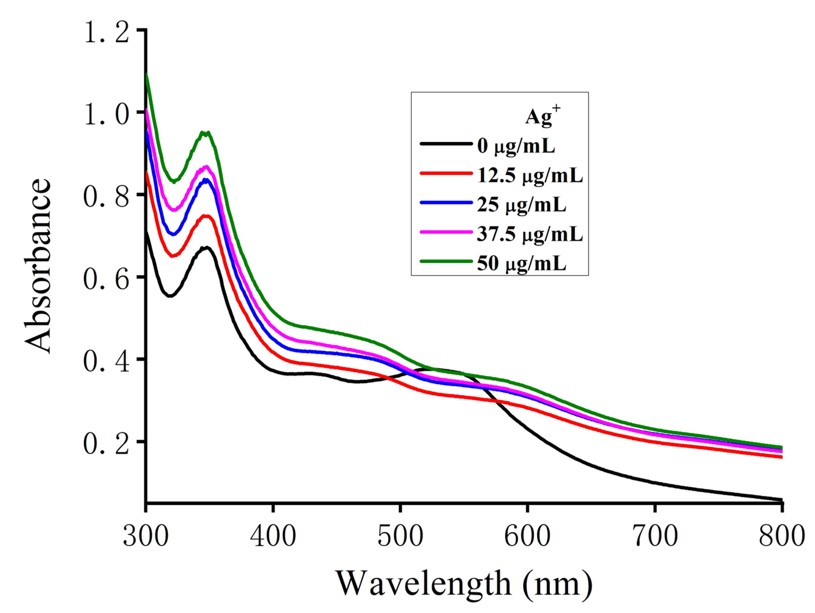 1.2
1.0
0.8
0.6
0.4
0.2
Absorbance
Ag⁺
0 μg/mL
12.5 μg/mL
25 μg/mL
37.5 μg/mL
50 μg/mL
300 400 500 600 700 800
Wavelength (nm)